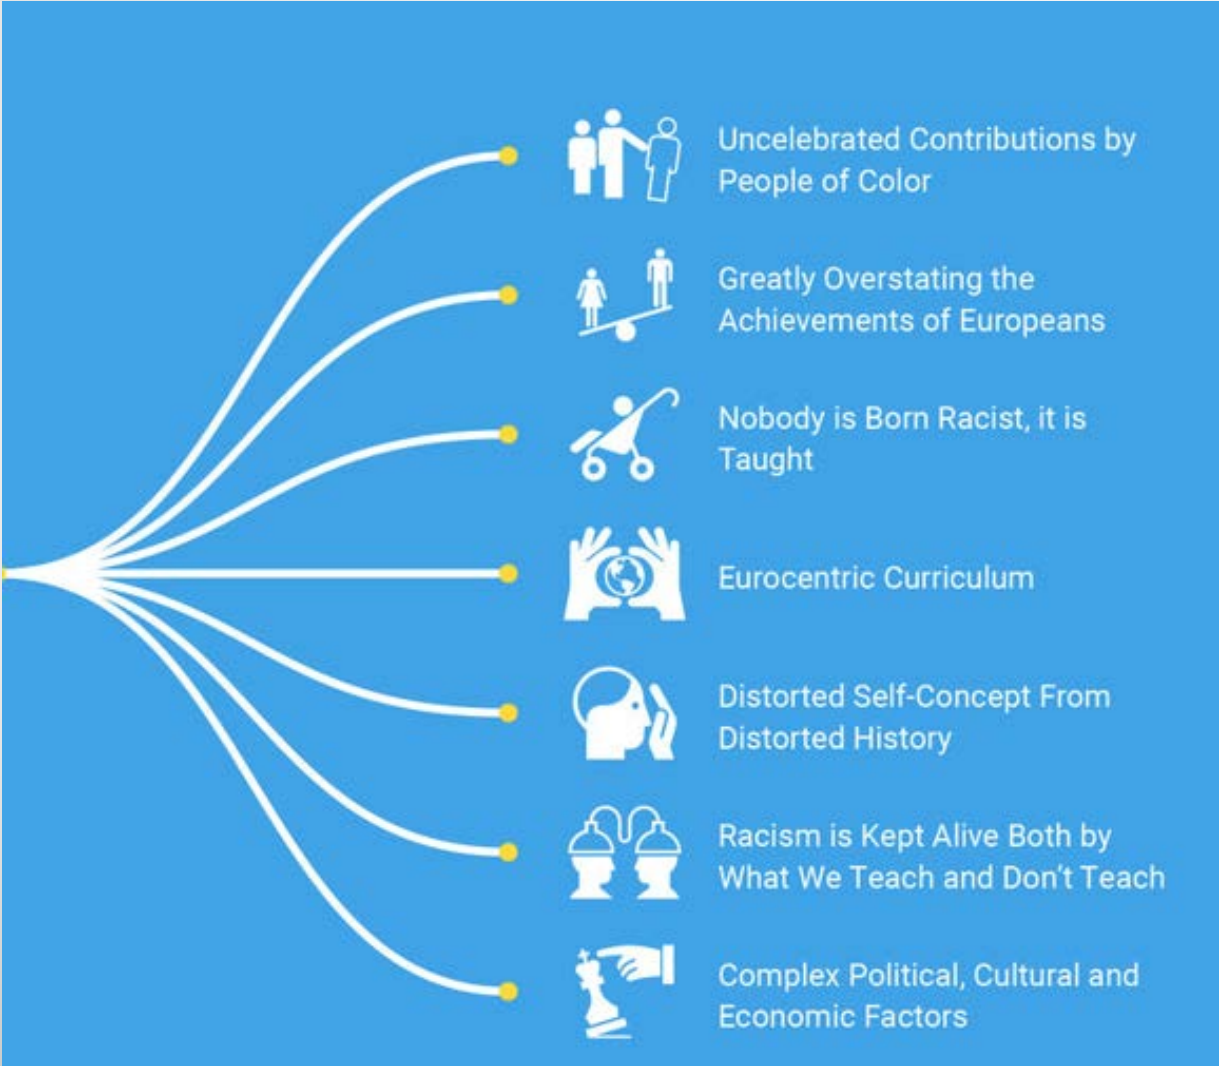 Uncelebrated Contributions by
People of Color
Greatly Overstating the
Achievements of Europeans
Nobody is Born Racist, it is
Taught
Eurocentric Curriculum
Distorted Self-Concept From
Distorted History
Racism is Kept Alive Both by
What We Teach and Don't Teach
Complex Political, Cultural and
Economic Factors